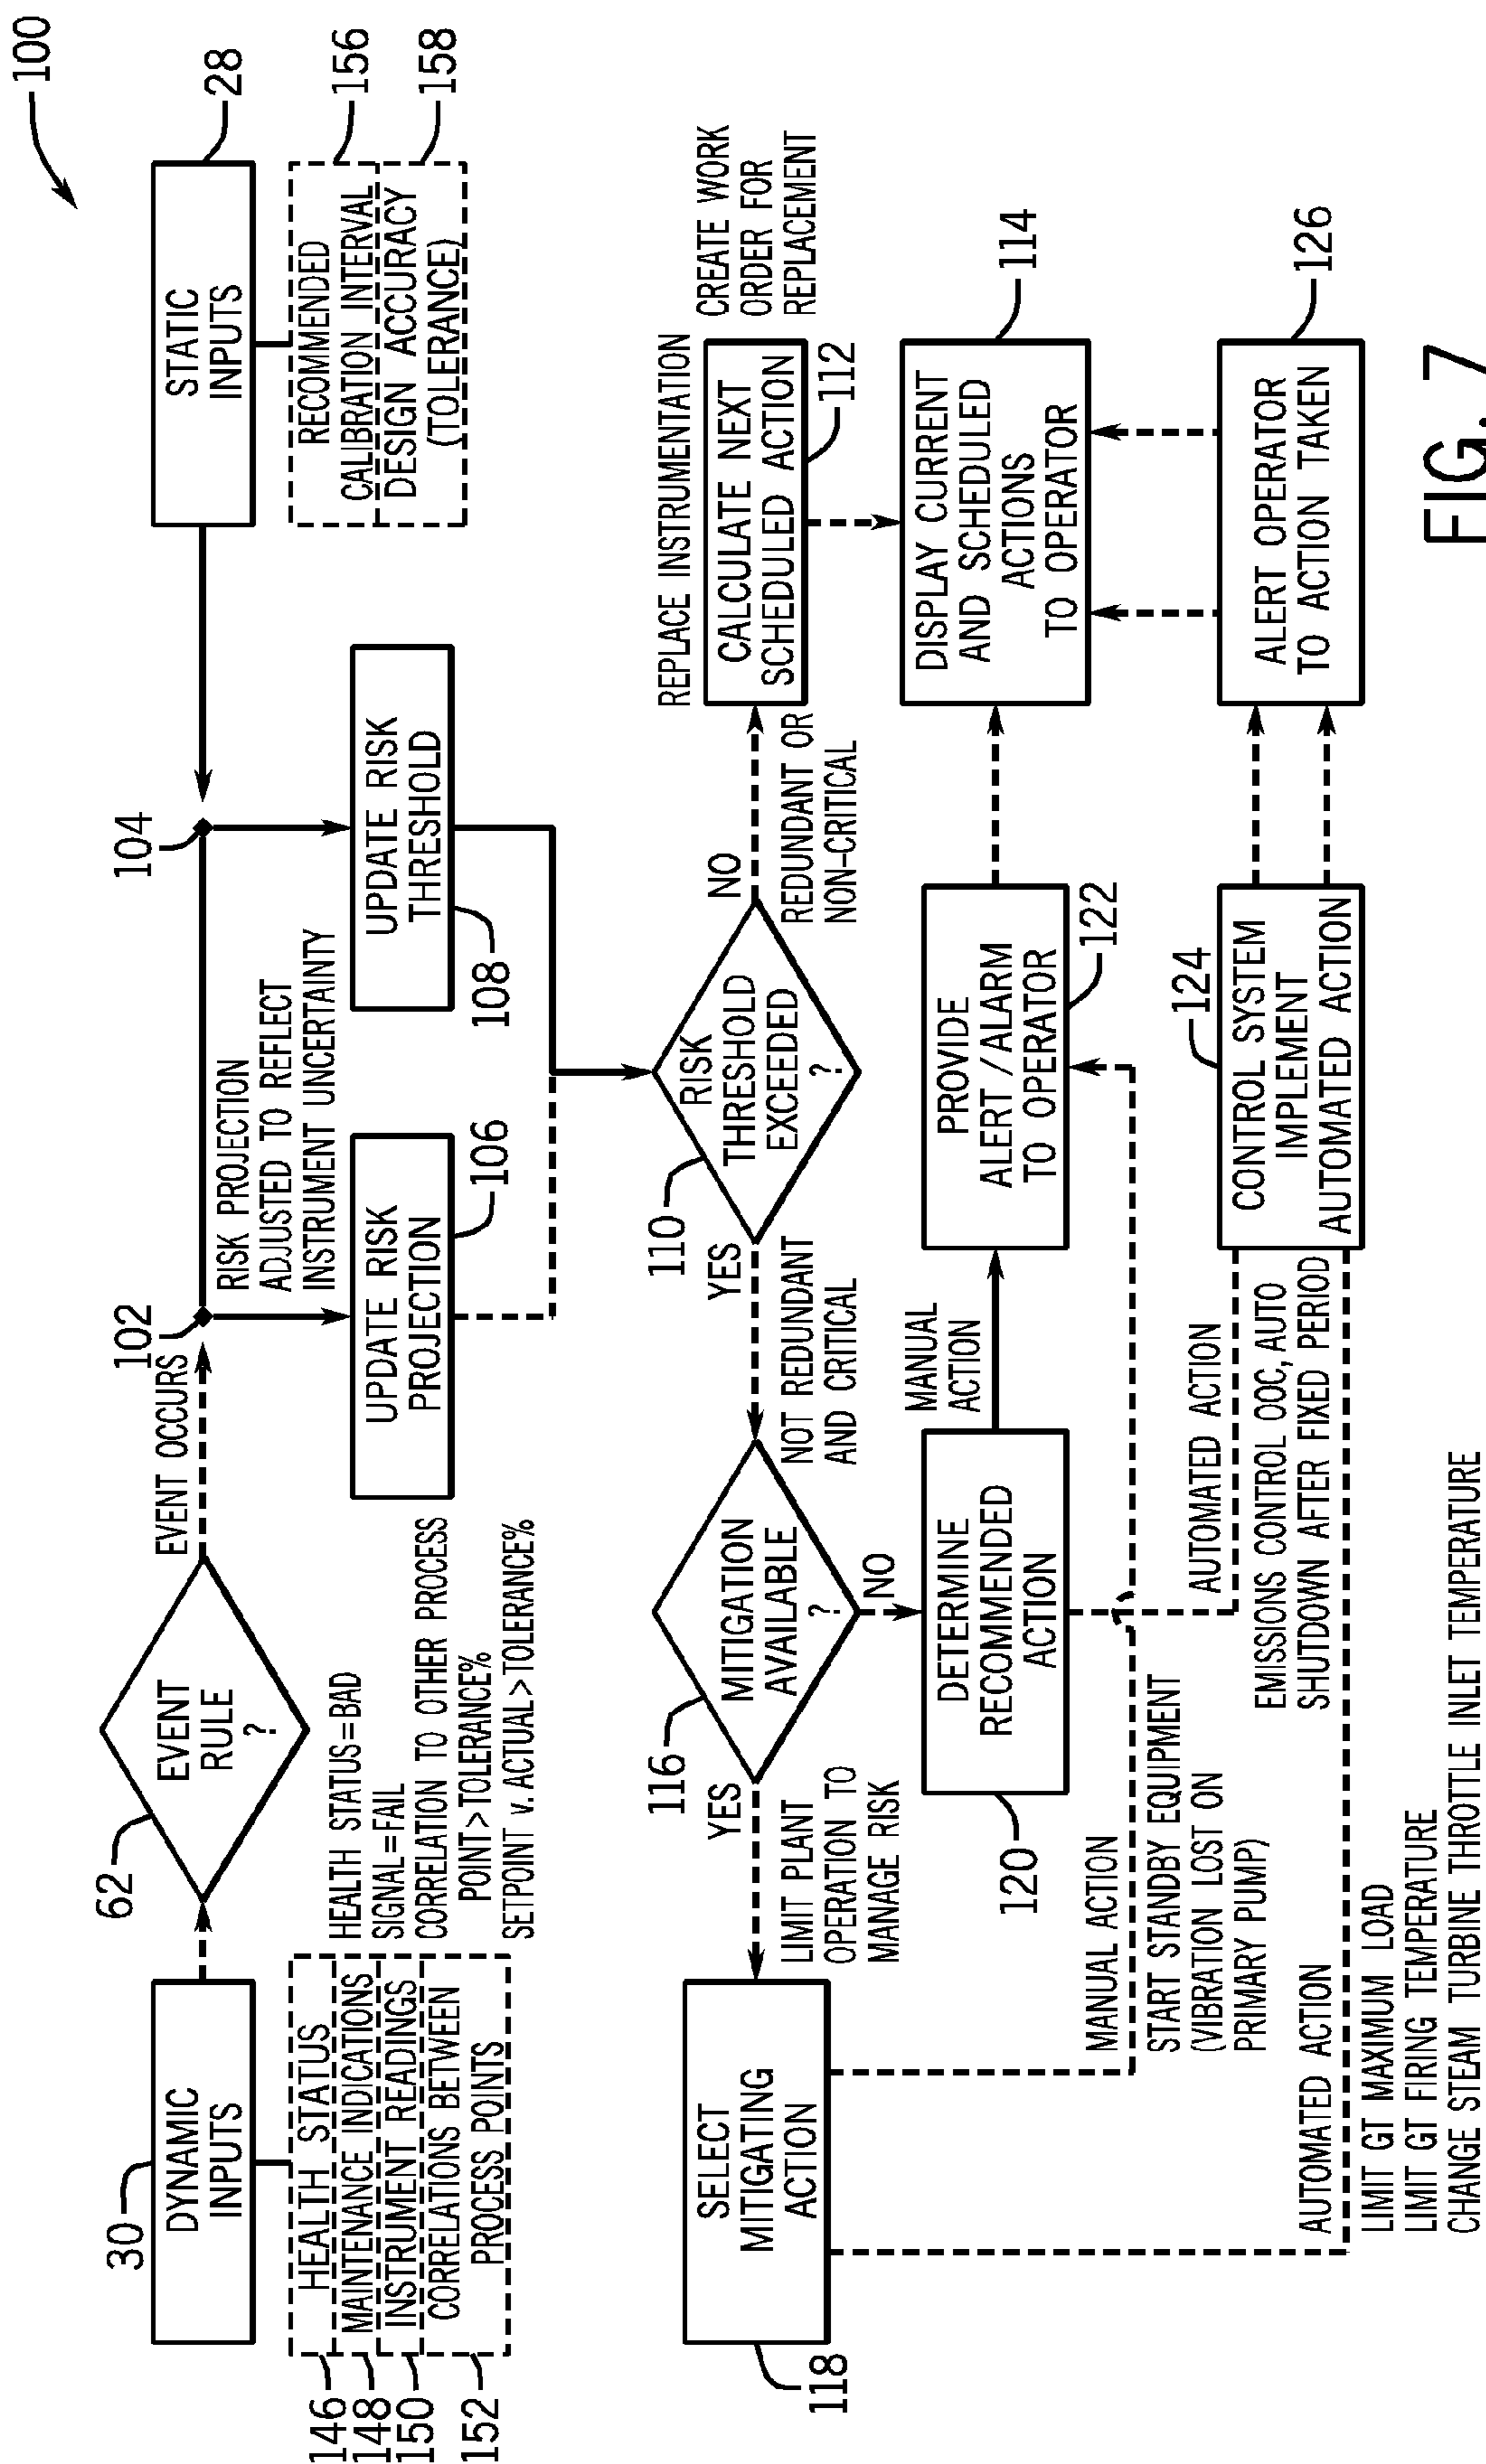 100
30
DYNAMIC
INPUTS
146
HEALTH STATUS
148
MAINTENANCE INDICATIONS
150
INSTRUMENT READINGS
152
CORRELATIONS BETWEEN
PROCESS POINTS
62
EVENT
RULE
?
HEALTH STATUS=BAD
SIGNAL=FAIL
CORRELATION TO OTHER PROCESS
POINT>TOLERANCE%
SETPOINT v. ACTUAL>TOLERANCE%
EVENT OCCURS
102
RISK PROJECTION
ADJUSTED TO REFLECT
INSTRUMENT UNCERTAINTY
UPDATE RISK
PROJECTION
106
104
UPDATE RISK
THRESHOLD
108
STATIC
INPUTS
28
RECOMMENDED
CALIBRATION INTERVAL
156
DESIGN ACCURACY
(TOLERANCE)
158
110
RISK
THRESHOLD
EXCEEDED
?
NO
REDUNDANT OR
NON-CRITICAL
REPLACE INSTRUMENTATION
CALCULATE NEXT
SCHEDULED ACTION
112
CREATE WORK
ORDER FOR
REPLACEMENT
YES
NOT REDUNDANT
AND CRITICAL
116
MITIGATION
AVAILABLE
?
YES
LIMIT PLANT
OPERATION TO
MANAGE RISK
SELECT
MITIGATING
ACTION
118
NO
DETERMINE
RECOMMENDED
ACTION
120
MANUAL
ACTION
PROVIDE
ALERT/ALARM
TO OPERATOR
122
DISPLAY CURRENT
AND SCHEDULED
ACTIONS
TO OPERATOR
114
MANUAL ACTION
START STANDBY EQUIPMENT
(VIBRATION LOST ON
PRIMARY PUMP)
AUTOMATED ACTION
EMISSIONS CONTROL OOC, AUTO
SHUTDOWN AFTER FIXED PERIOD
124
CONTROL SYSTEM
IMPLEMENT
AUTOMATED ACTION
ALERT OPERATOR
TO ACTION TAKEN
126
AUTOMATED ACTION
LIMIT GT MAXIMUM LOAD
LIMIT GT FIRING TEMPERATURE
CHANGE STEAM TURBINE THROTTLE INLET TEMPERATURE
FIG. 7